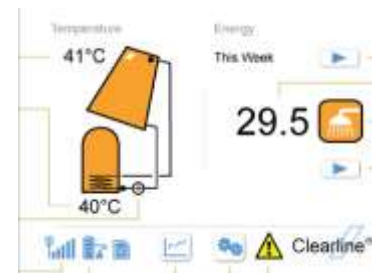 Temperature
Energy
41°C
This Week
29.5
40°C
Clearline